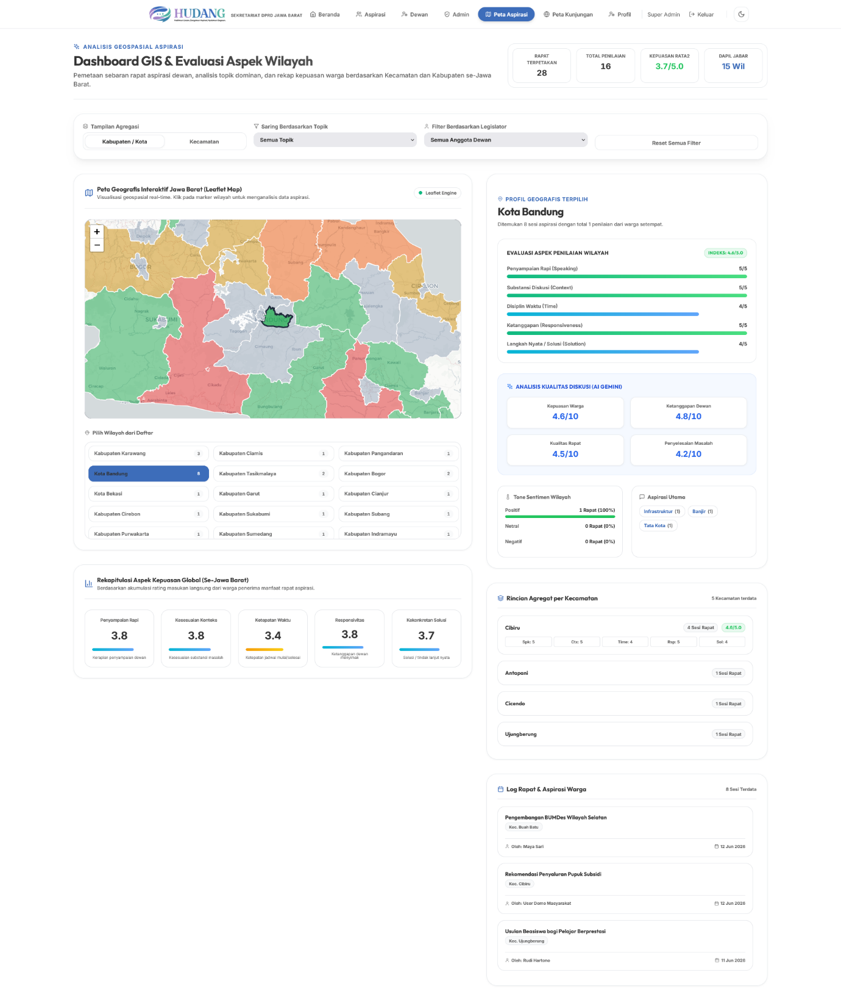 HUDANG
SEKRETARIAT DPRD JAWA BARAT
Beranda
Aspirasi
Dewan
Admin
Peta Aspirasi
Peta Kunjungan
Profil
Super Admin
Keluar
ANALISIS GEOSPASIAL ASPIRASI
Dashboard GIS & Evaluasi Aspek Wilayah
Pemetaan sebaran rapat aspirasi dewan, analisis topik dominan, dan rekap kepuasan warga berdasarkan Kecamatan dan Kabupaten se-Jawa
Barat.
RAPAT
TERPETAKAN
28
TOTAL PENILAIAN
16
KEPUASAN RATA2
3.7/5.0
DAPIL JABAR
15 Wil
Tampilan Agregasi
Kabupaten / Kota
Kecamatan
Saring Berdasarkan Topik
Semua Topik
Filter Berdasarkan Legislator
Semua Anggota Dewan
Reset Semua Filter
Peta Geografis Interaktif Jawa Barat (Leaflet Map)
Visualisasi geospasial real-time. Klik pada marker wilayah untuk menganalisis data aspirasi.
Leaflet Engine
+
−
Depok
BOGOR
Subang
CIREBON
Cidahu
Nagrak
SUKABUMI
Cimaung
Garut
Kawali
Waluran
Ciracap
Cijati
Cikadu
Leles
Agrabinta
Ciamis
Banjar
Bungbulang
Pilih Wilayah dari Daftar
Kabupaten Karawang 3
Kabupaten Ciamis 1
Kabupaten Pangandaran 1
Kota Bandung 8
Kabupaten Tasikmalaya 2
Kabupaten Bogor 2
Kota Bekasi 1
Kabupaten Garut 1
Kabupaten Cianjur 1
Kabupaten Cirebon 1
Kabupaten Sukabumi 1
Kabupaten Subang 1
Kabupaten Purwakarta 1
Kabupaten Sumedang 1
Kabupaten Indramayu 1
Rekapitulasi Aspek Kepuasan Global (Se-Jawa Barat)
Berdasarkan akumulasi rating masukan langsung dari warga penerima manfaat rapat aspirasi.
Penyampaian Rapi
3.8
Kerapian penyampaian dewan
Kesesuaian Konteks
3.8
Kesesuaian substansi masalah
Ketepatan Waktu
3.4
Ketepatan jadwal mulai/selesai
Responsivitas
3.8
Ketanggapan dewan
menyimak
Kekonkretan Solusi
3.7
Solusi / tindak lanjut nyata
PROFIL GEOGRAFIS TERPILIH
Kota Bandung
Ditemukan 8 sesi aspirasi dengan total 1 penilaian dari warga setempat.
EVALUASI ASPEK PENILAIAN WILAYAH
INDEKS: 4.6/5.0
Penyampaian Rapi (Speaking) 5/5
Substansi Diskusi (Context) 5/5
Disiplin Waktu (Time) 4/5
Ketanggapan (Responsiveness) 5/5
Langkah Nyata / Solusi (Solution) 4/5
ANALISIS KUALITAS DISKUSI (AI GEMINI)
Kepuasan Warga
4.6/10
Ketanggapan Dewan
4.8/10
Kualitas Rapat
4.5/10
Penyelesaian Masalah
4.2/10
Tone Sentimen Wilayah
Positif 1 Rapat (100%)
Netral 0 Rapat (0%)
Negatif 0 Rapat (0%)
Aspirasi Utama
Infrastruktur (1)
Banjir (1)
Tata Kota (1)
Rincian Agregat per Kecamatan
5 Kecamatan terdata
Cibiru
4 Sesi Rapat
4.6/5.0
Spk: 5
Ctx: 5
Time: 4
Rsp: 5
Sol: 4
Antapani
1 Sesi Rapat
Cicendo
1 Sesi Rapat
Ujungberung
1 Sesi Rapat
Log Rapat & Aspirasi Warga
8 Sesi Terdata
Pengembangan BUMDes Wilayah Selatan
Kec. Buah Batu
Oleh: Maya Sari
12 Jun 2026
Rekomendasi Penyaluran Pupuk Subsidi
Kec. Cibiru
Oleh: User Demo Masyarakat
12 Jun 2026
Usulan Beasiswa bagi Pelajar Berprestasi
Kec. Ujungberung
Oleh: Rudi Hartono
11 Jun 2026